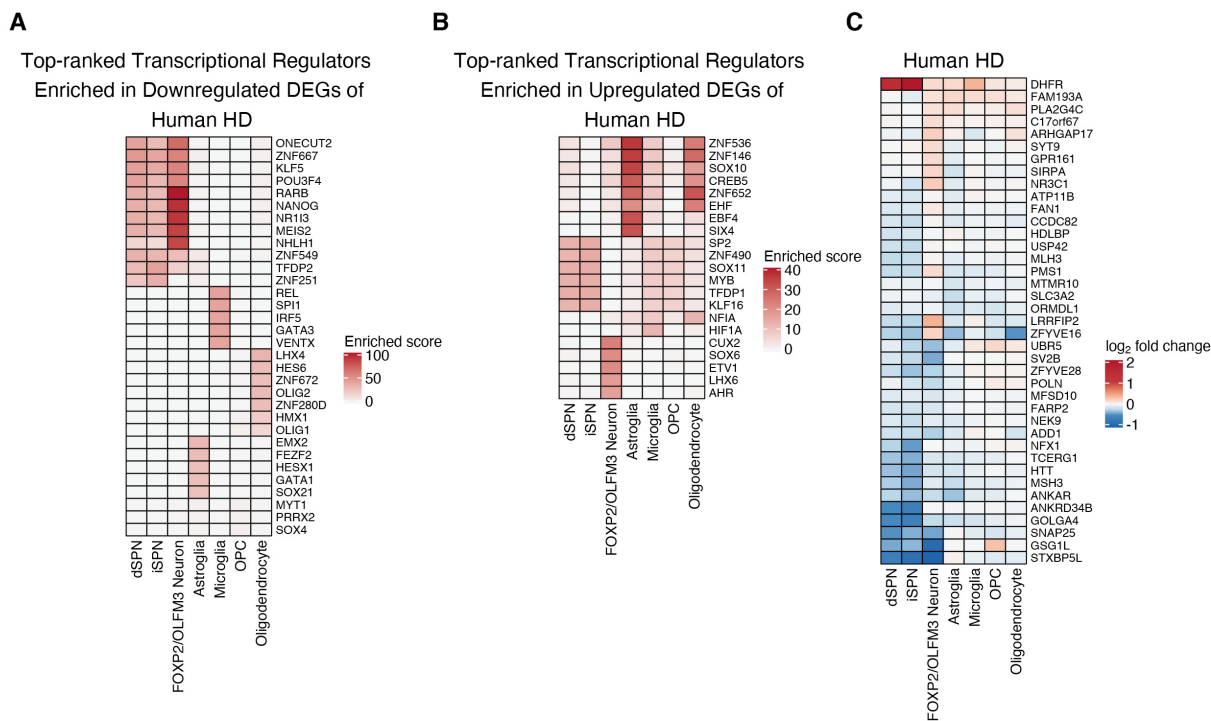 A
Top-ranked Transcriptional Regulators
Enriched in Downregulated DEGs of
Human HD
ONECUT2
ZNF667
KLF5
POU3F4
RARB
NANOG
NR1I3
MEIS2
NHLH1
ZNF549
TFDP2
ZNF251
REL
SPI1
IRF5
GATA3
VENTX
LHX4
HES6
ZNF672
OLIG2
ZNF280D
HMX1
OLIG1
EMX2
FEZF2
HESX1
GATA1
SOX21
MYT1
PRRX2
SOX4
dSPN
iSPN
FOXP2/OLFM3 Neuron
Astroglia
Microglia
OPC
Oligodendrocyte
Enriched score
100
50
0
B
Top-ranked Transcriptional Regulators
Enriched in Upregulated DEGs of
Human HD
ZNF536
ZNF146
SOX10
CREB5
ZNF652
EHF
EBF4
SIX4
SP2
ZNF490
SOX11
MYB
TFDP1
KLF16
NFIA
HIF1A
CUX2
SOX6
ETV1
LHX6
AHR
dSPN
iSPN
FOXP2/OLFM3 Neuron
Astroglia
Microglia
OPC
Oligodendrocyte
Enriched score
40
30
20
10
0
C
Human HD
DHFR
FAM193A
PLA2G4C
C17orf67
ARHGAP17
SYT9
GPR161
SIRPA
NR3C1
ATP11B
FAN1
CCDC82
HDLBP
USP42
MLH3
PMS1
MTMR10
SLC3A2
ORMDL1
LRRFIP2
ZFYVE16
UBR5
SV2B
ZFYVE28
POLN
MFSD10
FARP2
NEK9
ADD1
NFX1
TCERG1
HTT
MSH3
ANKAR
ANKRD34B
GOLGA4
SNAP25
GSG1L
STXBP5L
dSPN
iSPN
FOXP2/OLFM3 Neuron
Astroglia
Microglia
OPC
Oligodendrocyte
log2 fold change
2
1
0
-1